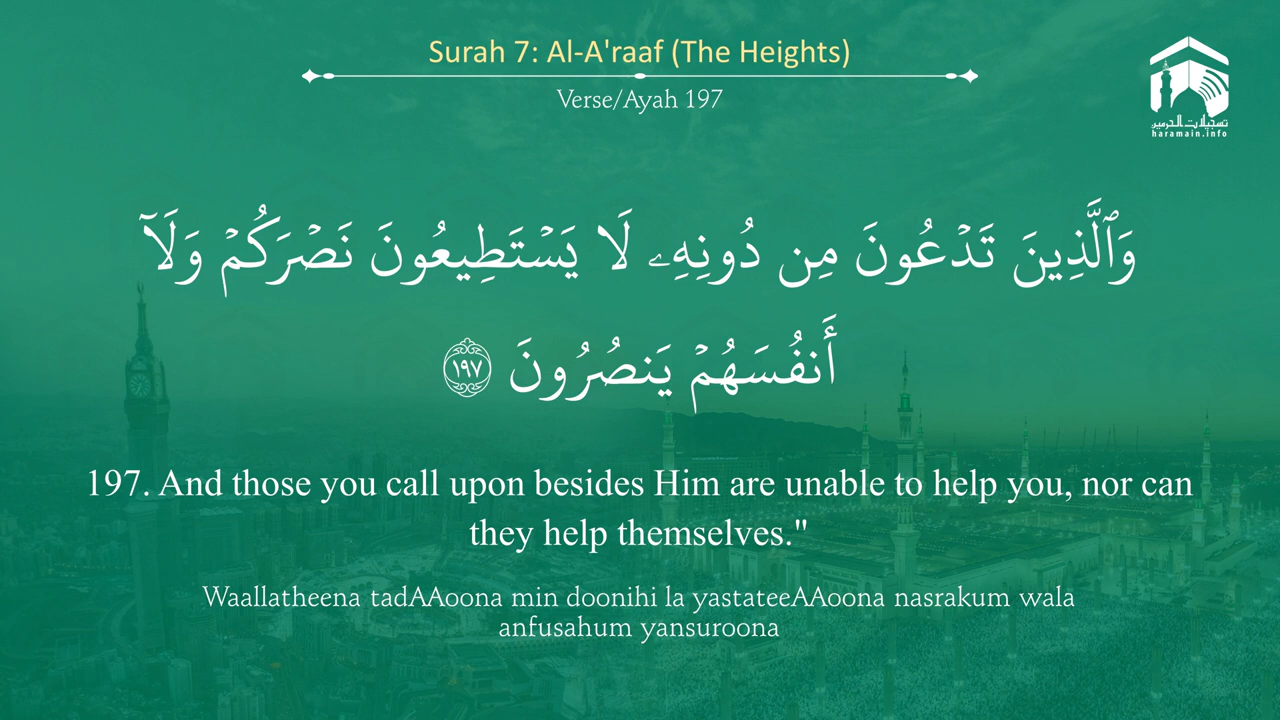 Surah 7: Al-A'raaf (The Heights)
Verse/Ayah 197
تسجيلات الحرمين
haramain.info
وَٱلَّذِينَ تَدۡعُونَ مِن دُونِهِۦ لَا يَسۡتَطِيعُونَ نَصۡرَكُمۡ وَلَآ
أَنفُسَهُمۡ يَنصُرُونَ ١٩٧
197. And those you call upon besides Him are unable to help you, nor can
they help themselves."
Waallatheena tadAAoona min doonihi la yastateeAAoona nasrakum wala
anfusahum yansuroona